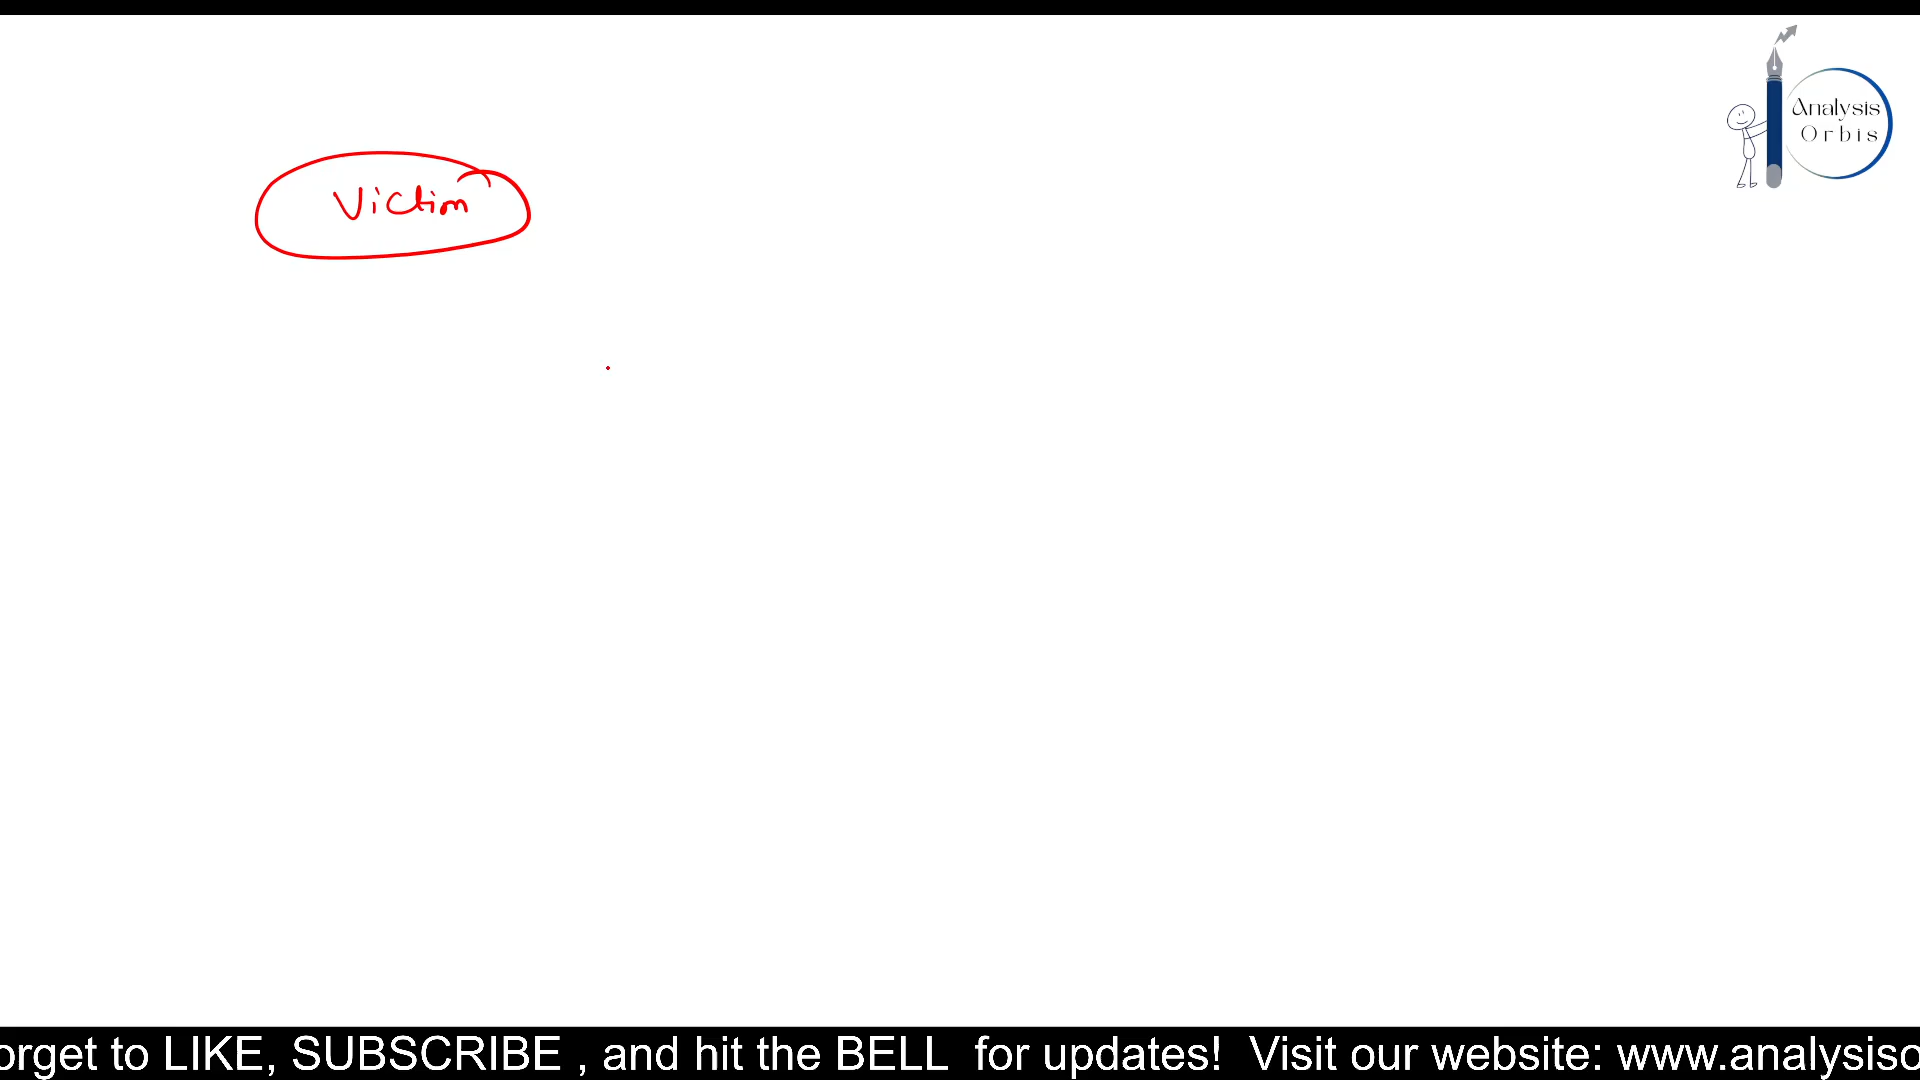 Analysis
Orbis
Victim
orget to LIKE, SUBSCRIBE , and hit the BELL  for updates!  Visit our website: www.analysiso